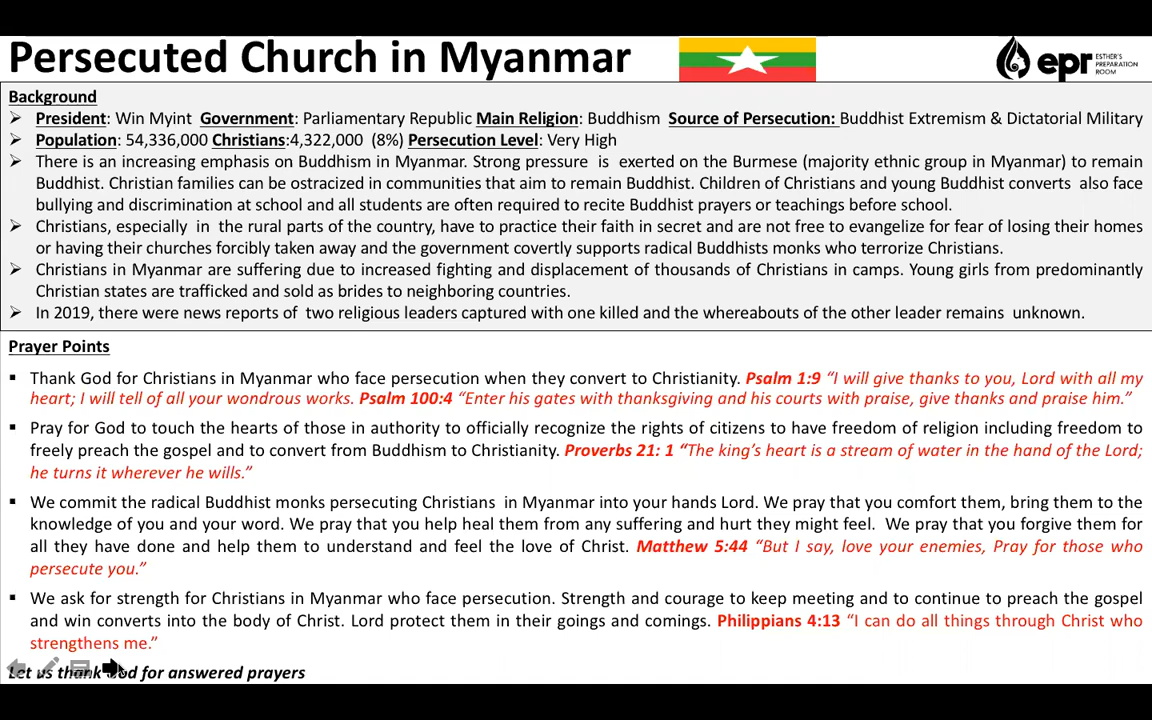 Persecuted Church in Myanmar
epr ESTHER'S
PREPARATION
ROOM
Background
➢ President: Win Myint Government: Parliamentary Republic Main Religion: Buddhism Source of Persecution: Buddhist Extremism & Dictatorial Military
➢ Population: 54,336,000 Christians:4,322,000 (8%) Persecution Level: Very High
➢ There is an increasing emphasis on Buddhism in Myanmar. Strong pressure is exerted on the Burmese (majority ethnic group in Myanmar) to remain
Buddhist. Christian families can be ostracized in communities that aim to remain Buddhist. Children of Christians and young Buddhist converts also face
bullying and discrimination at school and all students are often required to recite Buddhist prayers or teachings before school.
➢ Christians, especially in the rural parts of the country, have to practice their faith in secret and are not free to evangelize for fear of losing their homes
or having their churches forcibly taken away and the government covertly supports radical Buddhists monks who terrorize Christians.
➢ Christians in Myanmar are suffering due to increased fighting and displacement of thousands of Christians in camps. Young girls from predominantly
Christian states are trafficked and sold as brides to neighboring countries.
➢ In 2019, there were news reports of two religious leaders captured with one killed and the whereabouts of the other leader remains unknown.
Prayer Points
▪ Thank God for Christians in Myanmar who face persecution when they convert to Christianity. Psalm 1:9 “I will give thanks to you, Lord with all my
heart; I will tell of all your wondrous works. Psalm 100:4 “Enter his gates with thanksgiving and his courts with praise, give thanks and praise him.”
▪ Pray for God to touch the hearts of those in authority to officially recognize the rights of citizens to have freedom of religion including freedom to
freely preach the gospel and to convert from Buddhism to Christianity. Proverbs 21: 1 “The king’s heart is a stream of water in the hand of the Lord;
he turns it wherever he wills.”
▪ We commit the radical Buddhist monks persecuting Christians in Myanmar into your hands Lord. We pray that you comfort them, bring them to the
knowledge of you and your word. We pray that you help heal them from any suffering and hurt they might feel. We pray that you forgive them for
all they have done and help them to understand and feel the love of Christ. Matthew 5:44 “But I say, love your enemies, Pray for those who
persecute you.”
▪ We ask for strength for Christians in Myanmar who face persecution. Strength and courage to keep meeting and to continue to preach the gospel
and win converts into the body of Christ. Lord protect them in their goings and comings. Philippians 4:13 “I can do all things through Christ who
strengthens me.”
Let us thank God for answered prayers